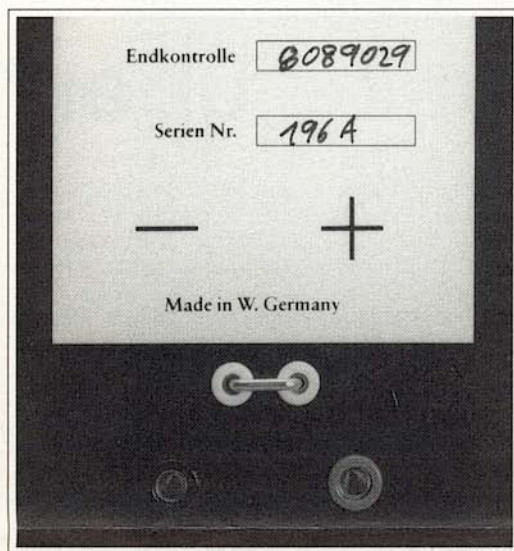 Endkontrolle 8089029
Serien Nr. 196 A
− +
Made in W. Germany